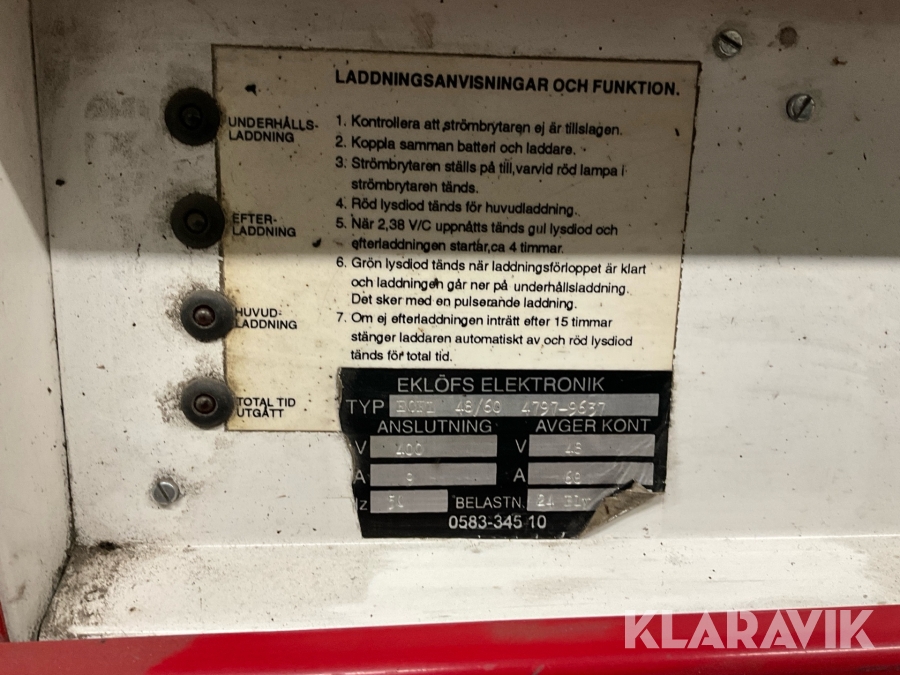 LADDNINGSANVISNINGAR OCH FUNKTION.
UNDERHÅLLS-
LADDNING
EFTER-
LADDNING
HUVUD-
LADDNING
TOTAL TID
UTGÅTT
1. Kontrollera att strömbrytaren ej är tillslagen.
2. Koppla samman batteri och laddare.
3. Strömbrytaren ställs på till,varvid röd lampa i
strömbrytaren tänds.
4. Röd lysdiod tänds för huvudladdning.
5. När 2,38 V/C uppnåtts tänds gul lysdiod och
efterladdningen startar,ca 4 timmar.
6. Grön lysdiod tänds när laddningsförloppet är klart
och laddningen går ner på underhållsladdning.
Det sker med en pulserande laddning.
7. Om ej efterladdningen inträtt efter 15 timmar
stänger laddaren automatiskt av och röd lysdiod
tänds för total tid.
EKLÖFS ELEKTRONIK
TYP 48/60 4797-9637
ANSLUTNING AVGER KONT
V 400 V
A A
BELASTN.
0583-345 10
KLARAVIK